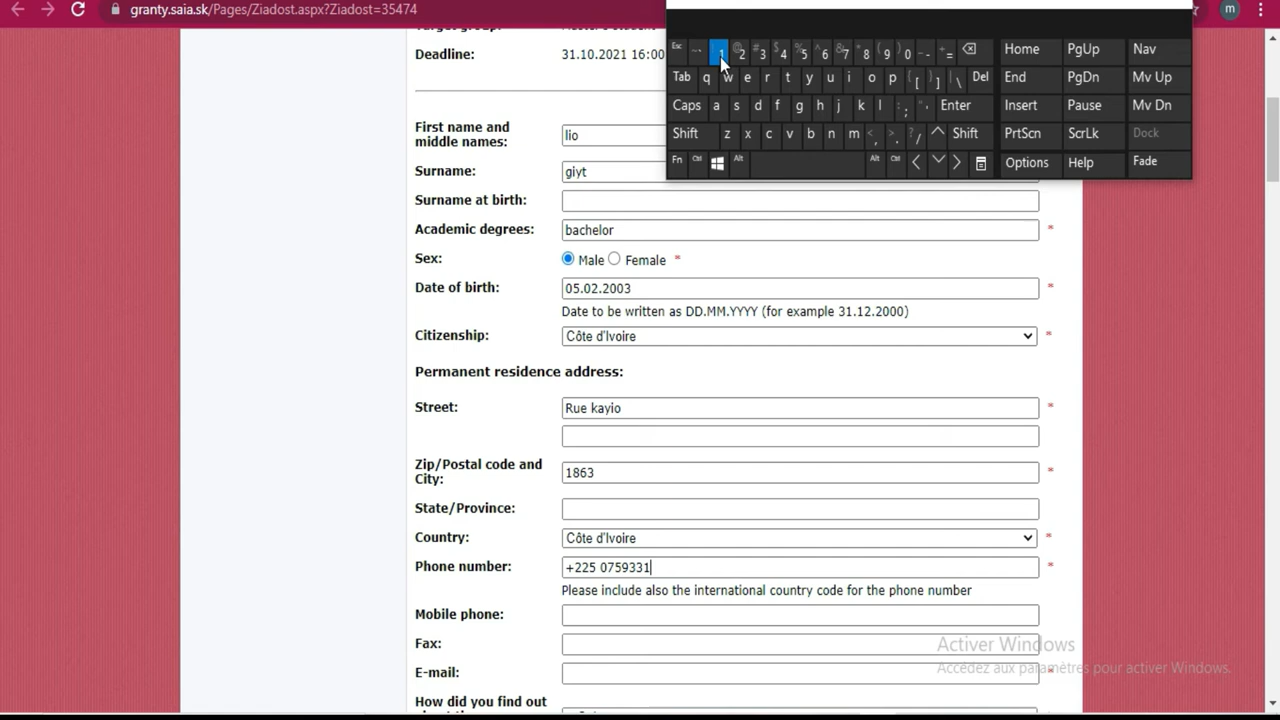 granty.saia.sk/Pages/Ziadost.aspx?Ziadost=35474
m
Esc ~` 1 @2 #3 $4 %5 ^6 &7 *8 (9 )0 _- += Home PgUp Nav
Tab q w e r t y u i o p {[ }] |\ Del End PgDn Mv Up
Caps a s d f g h j k l :; "' Enter Insert Pause Mv Dn
Shift z x c v b n m <, >. ?/ Shift PrtScn ScrLk Dock
Fn Ctrl Alt Alt Ctrl Options Help Fade
Deadline: 31.10.2021 16:00
First name and
middle names: lio
Surname: giyt
Surname at birth:
Academic degrees: bachelor *
Sex: Male Female *
Date of birth: 05.02.2003 *
Date to be written as DD.MM.YYYY (for example 31.12.2000)
Citizenship: Côte d'Ivoire *
Permanent residence address:
Street: Rue kayio *
Zip/Postal code and
City: 1863 *
State/Province:
Country: Côte d'Ivoire *
Phone number: +225 0759331 *
Please include also the international country code for the phone number
Mobile phone:
Fax:
Activer Windows
Accédez aux paramètres pour activer Windows.
E-mail: *
How did you find out